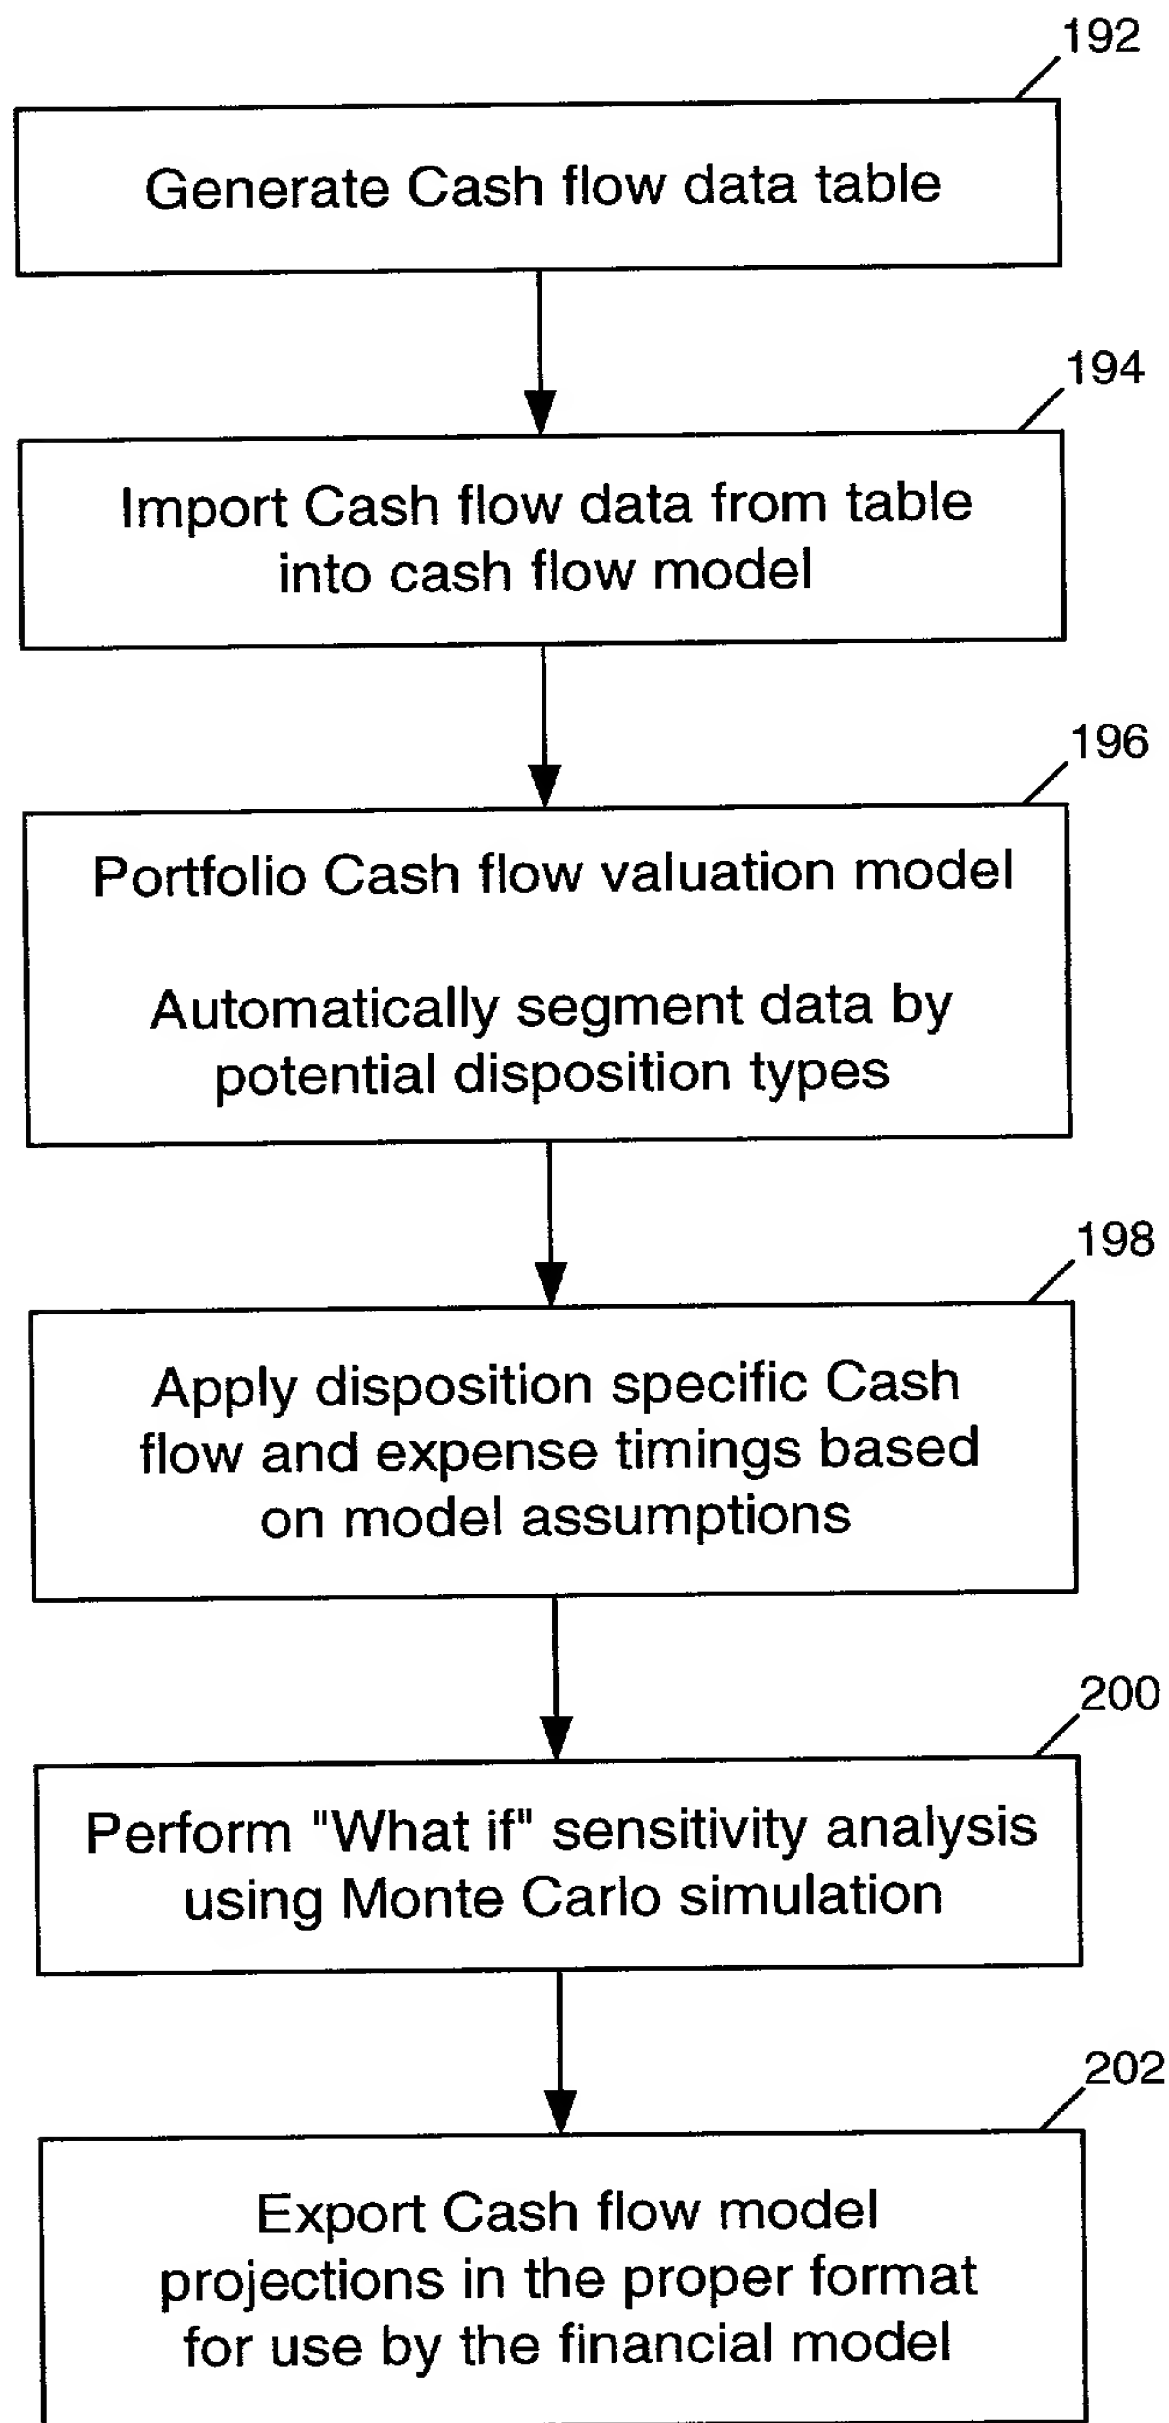 192
Generate Cash flow data table
194
Import Cash flow data from table
into cash flow model
196
Portfolio Cash flow valuation model
Automatically segment data by
potential disposition types
198
Apply disposition specific Cash
flow and expense timings based
on model assumptions
200
Perform "What if" sensitivity analysis
using Monte Carlo simulation
202
Export Cash flow model
projections in the proper format
for use by the financial model